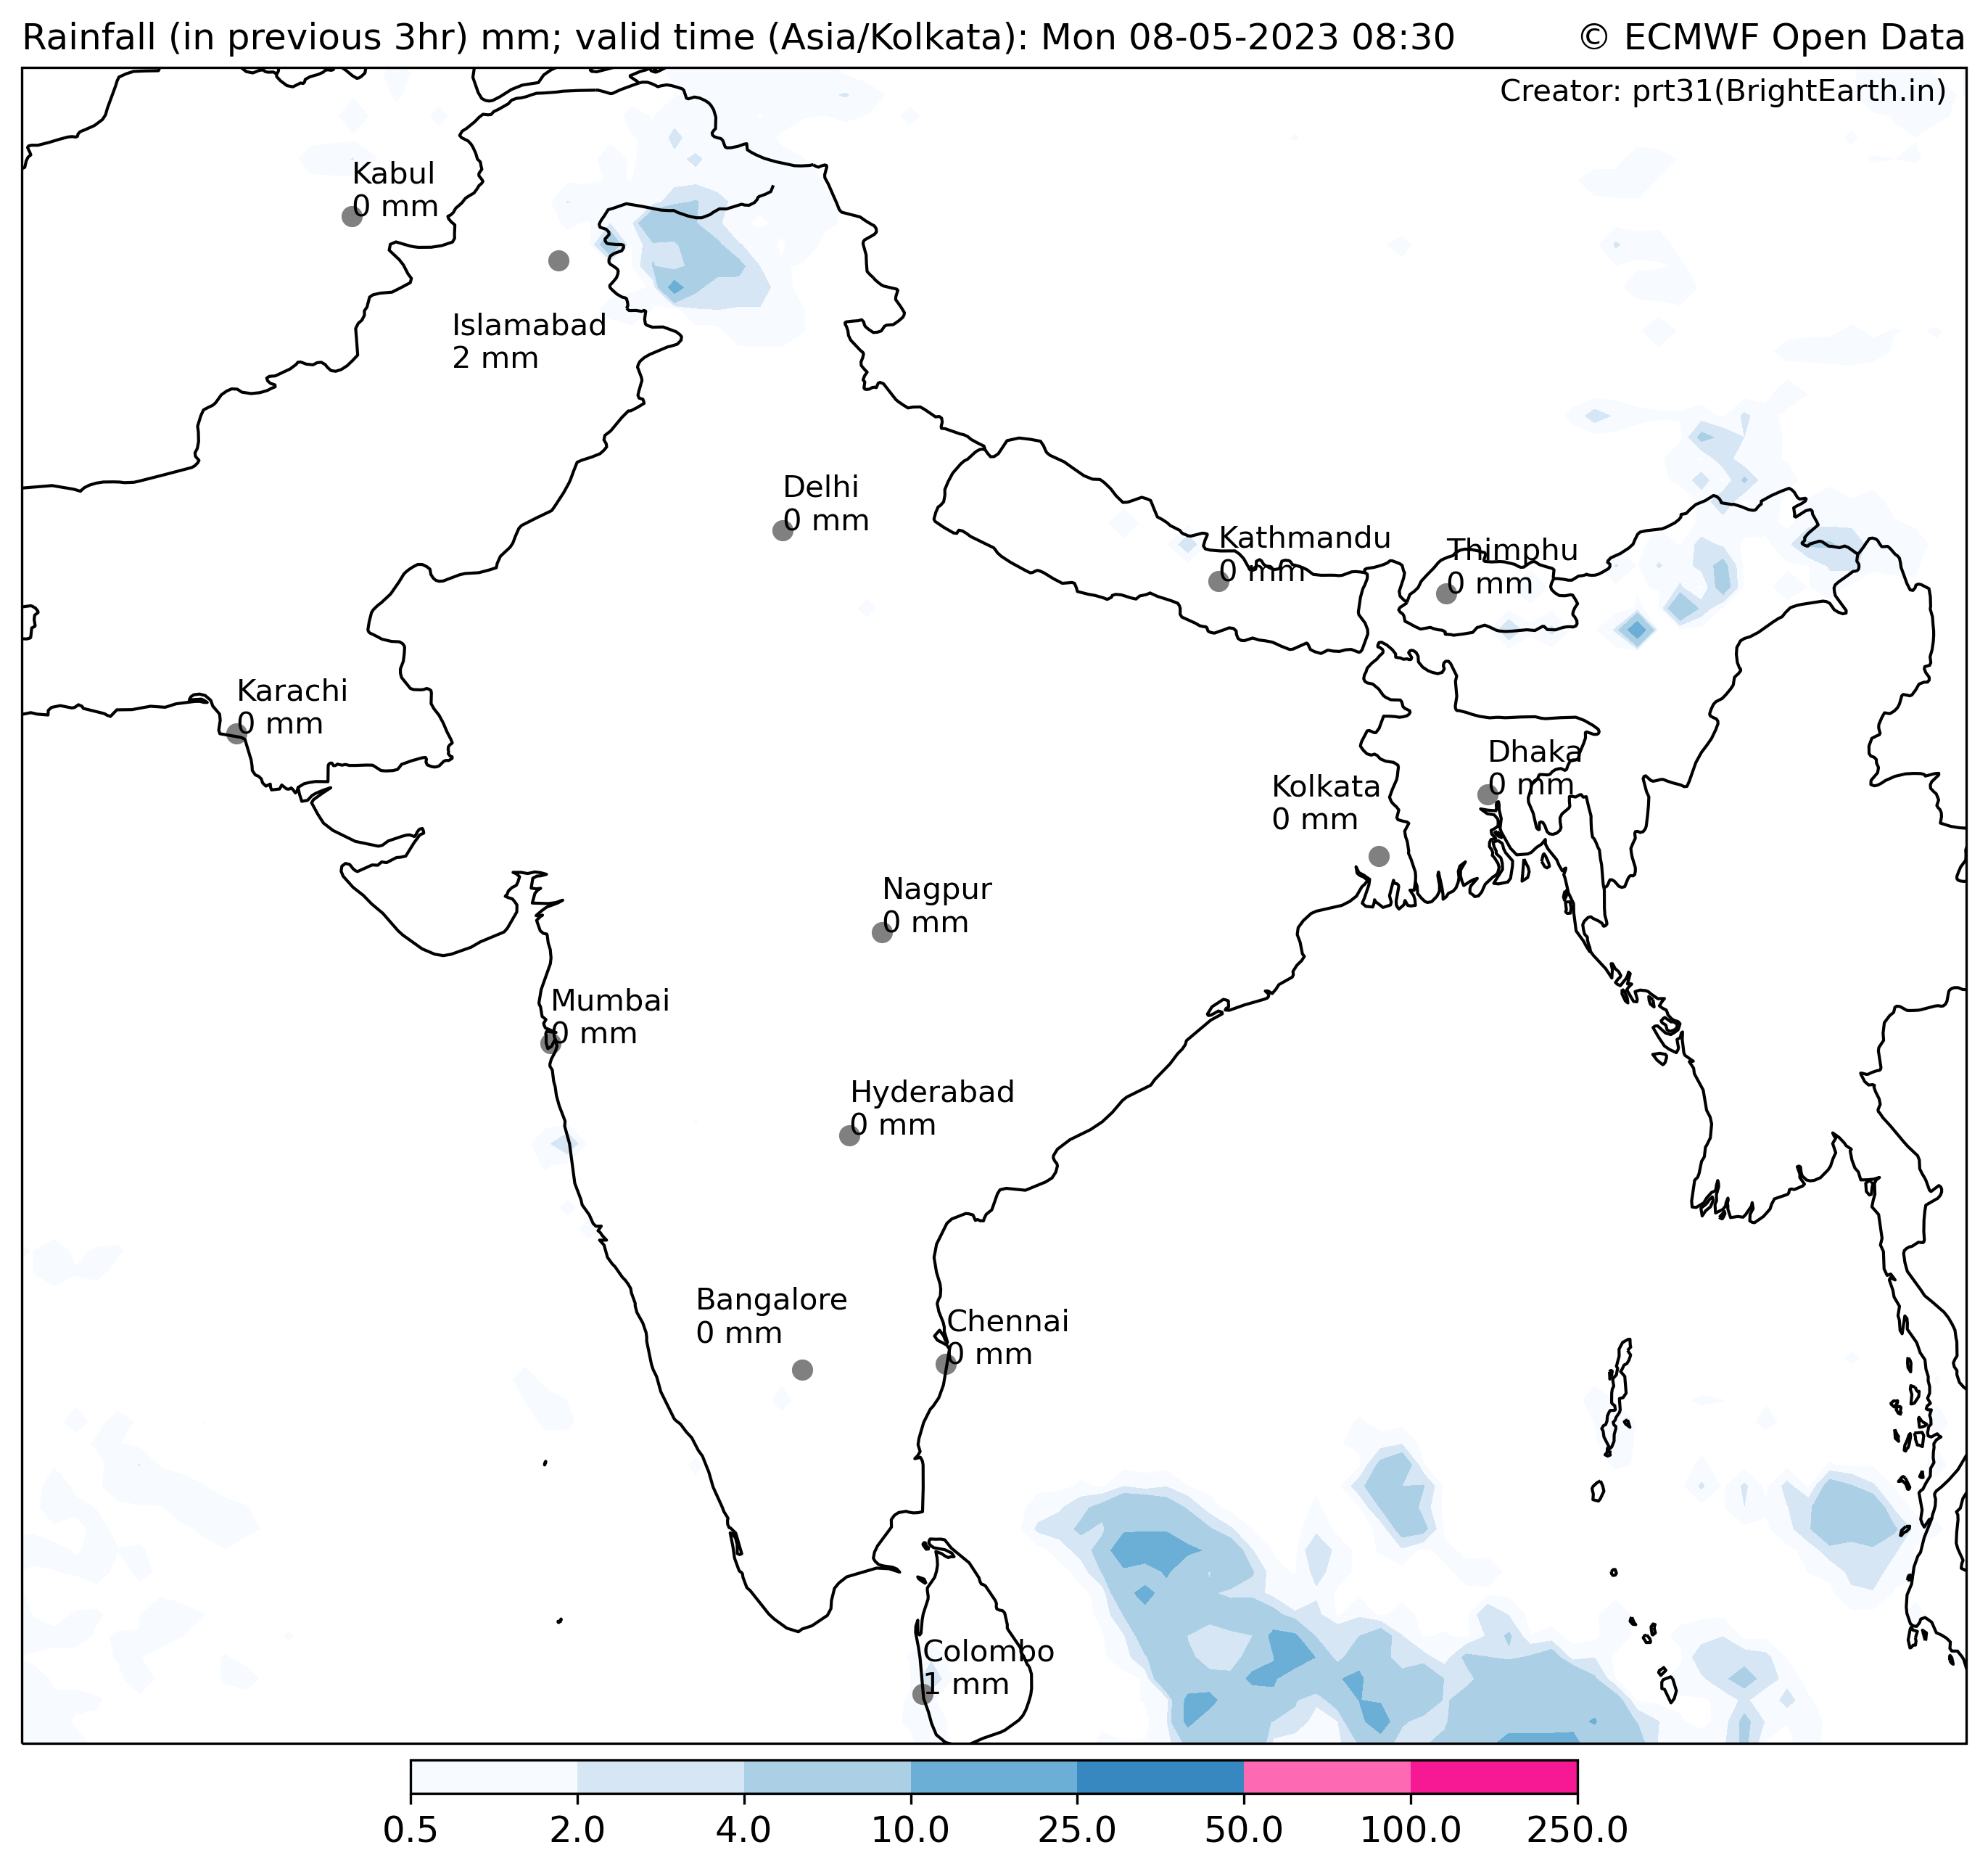 Rainfall (in previous 3hr) mm; valid time (Asia/Kolkata): Mon 08-05-2023 08:30
© ECMWF Open Data
Creator: prt31(BrightEarth.in)
Kabul
0 mm
Islamabad
2 mm
Delhi
0 mm
Kathmandu
0 mm
Thimphu
0 mm
Karachi
0 mm
Dhaka
0 mm
Kolkata
0 mm
Nagpur
0 mm
Mumbai
0 mm
Hyderabad
0 mm
Bangalore
0 mm
Chennai
0 mm
Colombo
1 mm
0.5 2.0 4.0 10.0 25.0 50.0 100.0 250.0